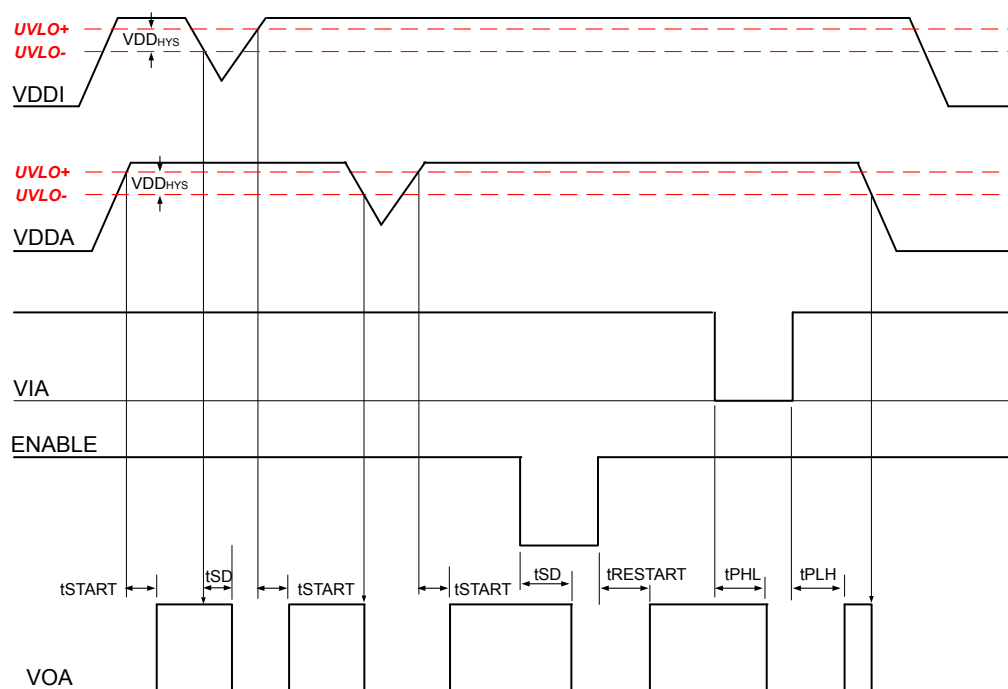 UVLO+
VDDHYS
UVLO-
VDDI
UVLO+
VDDHYS
UVLO-
VDDA
VIA
ENABLE
tSTART
tSD
tSTART
tSTART
tSD
tRESTART
tPHL
tPLH
VOA